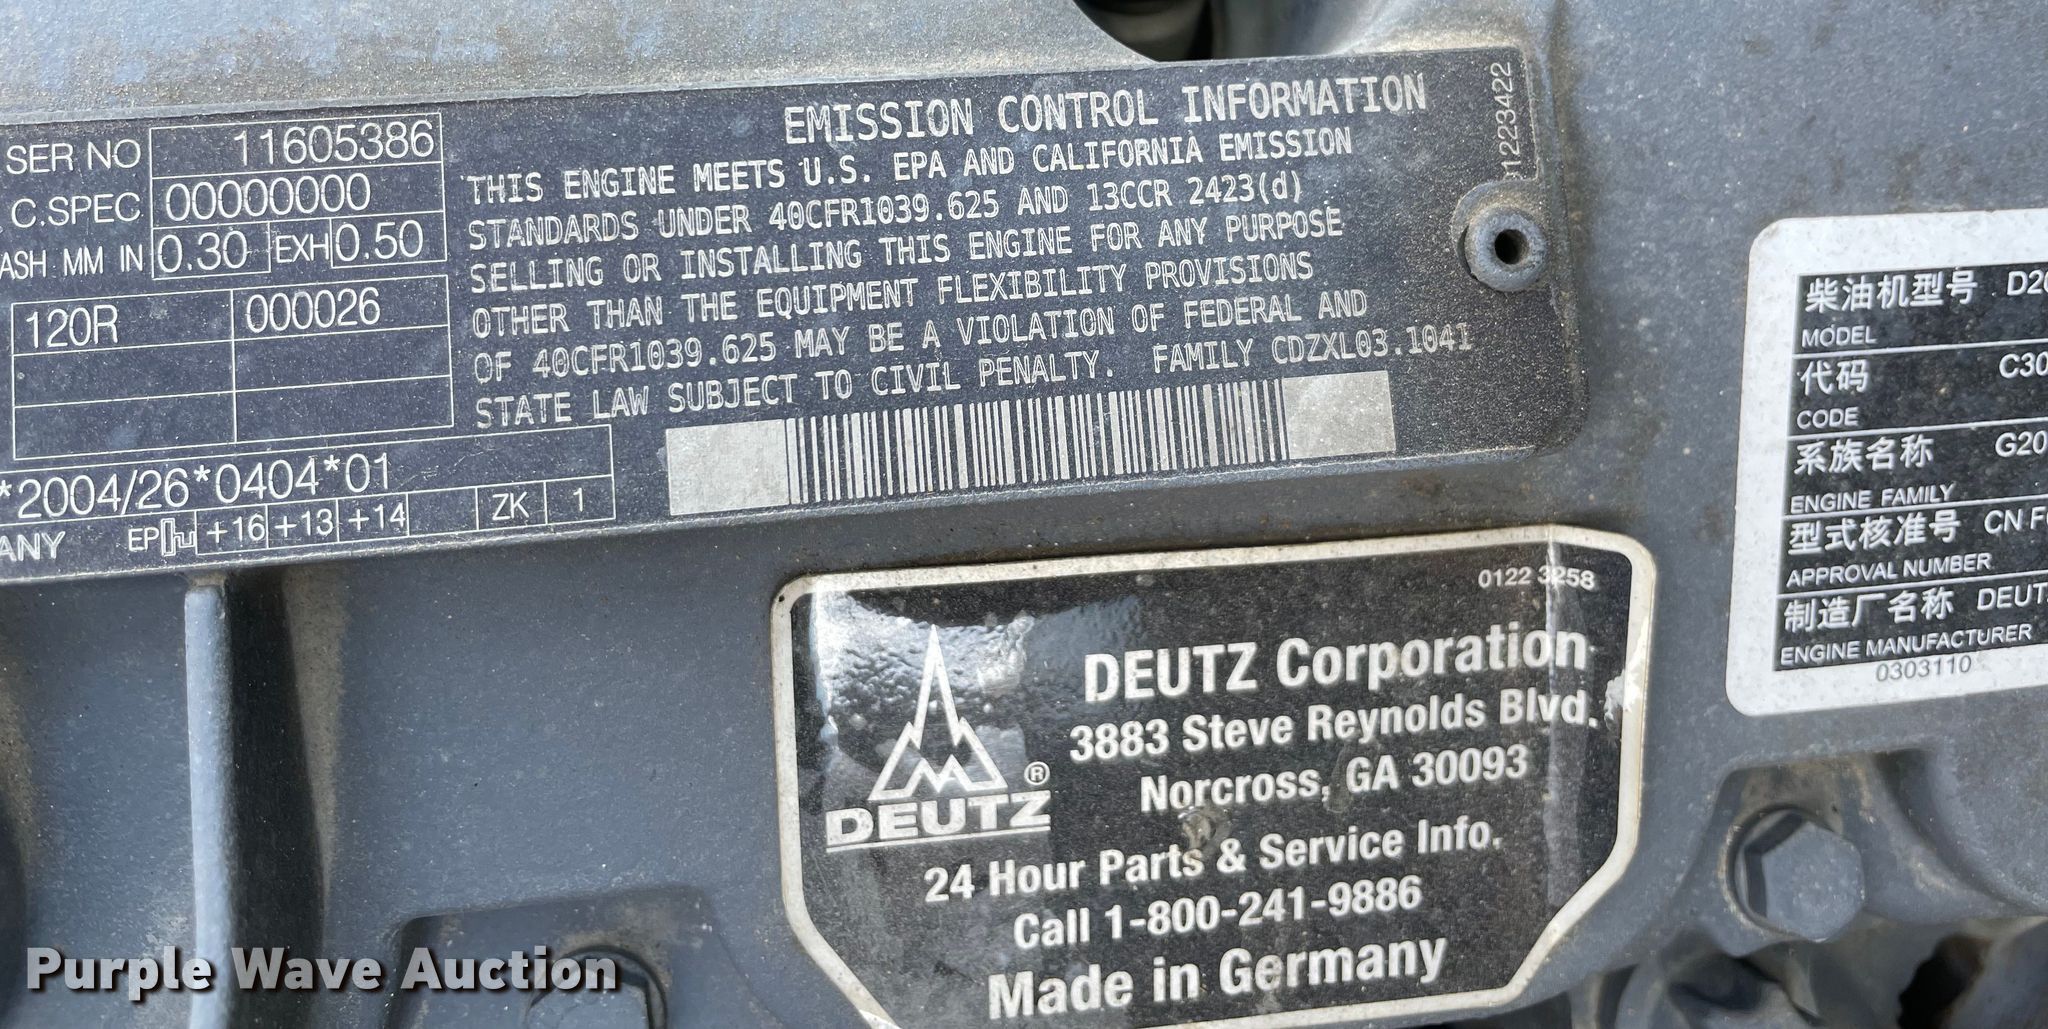 SER NO 11605386
C.SPEC 00000000
ASH MM IN 0.30 EXH 0.50
120R 000026
*2004/26*0404*01
ANY EP +16 +13 +14 ZK 1
EMISSION CONTROL INFORMATION
THIS ENGINE MEETS U.S. EPA AND CALIFORNIA EMISSION
STANDARDS UNDER 40CFR1039.625 AND 13CCR 2423(d)
SELLING OR INSTALLING THIS ENGINE FOR ANY PURPOSE
OTHER THAN THE EQUIPMENT FLEXIBILITY PROVISIONS
OF 40CFR1039.625 MAY BE A VIOLATION OF FEDERAL AND
STATE LAW SUBJECT TO CIVIL PENALTY. FAMILY CDZXL03.1041
01223422
0122 3258
DEUTZ Corporation
3883 Steve Reynolds Blvd.
Norcross, GA 30093
DEUTZ®
24 Hour Parts & Service Info.
Call 1-800-241-9886
Made in Germany
柴油机型号 D20
MODEL
代码 C30
CODE
系族名称 G20
ENGINE FAMILY
型式核准号 CN F
APPROVAL NUMBER
制造厂名称 DEUT
ENGINE MANUFACTURER
0303110
Purple Wave Auction